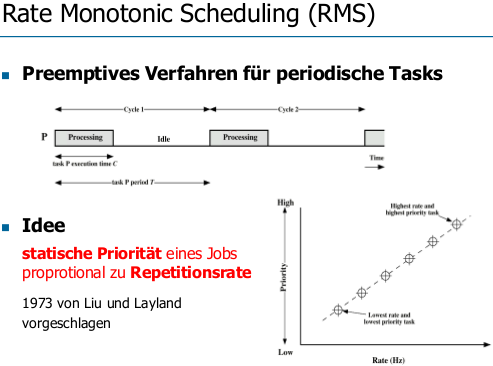 Rate Monotonic Scheduling (RMS)
Preemptives Verfahren für periodische Tasks
Cycle 1
Cycle 2
P
Processing
Idle
Processing
task P execution time C
Time
task P period T
Idee
statische Priorität eines Jobs
proprotional zu Repetitionsrate
1973 von Liu und Layland
vorgeschlagen
High
Highest rate and
highest priority task
Priority
Lowest rate and
lowest priority task
Low
Rate (Hz)